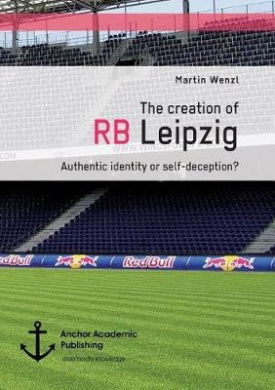 Martin Wenzl
The creation of
RB Leipzig
Authentic identity or self-deception?
Red Bull
Red Bull
Anchor Academic
Publishing